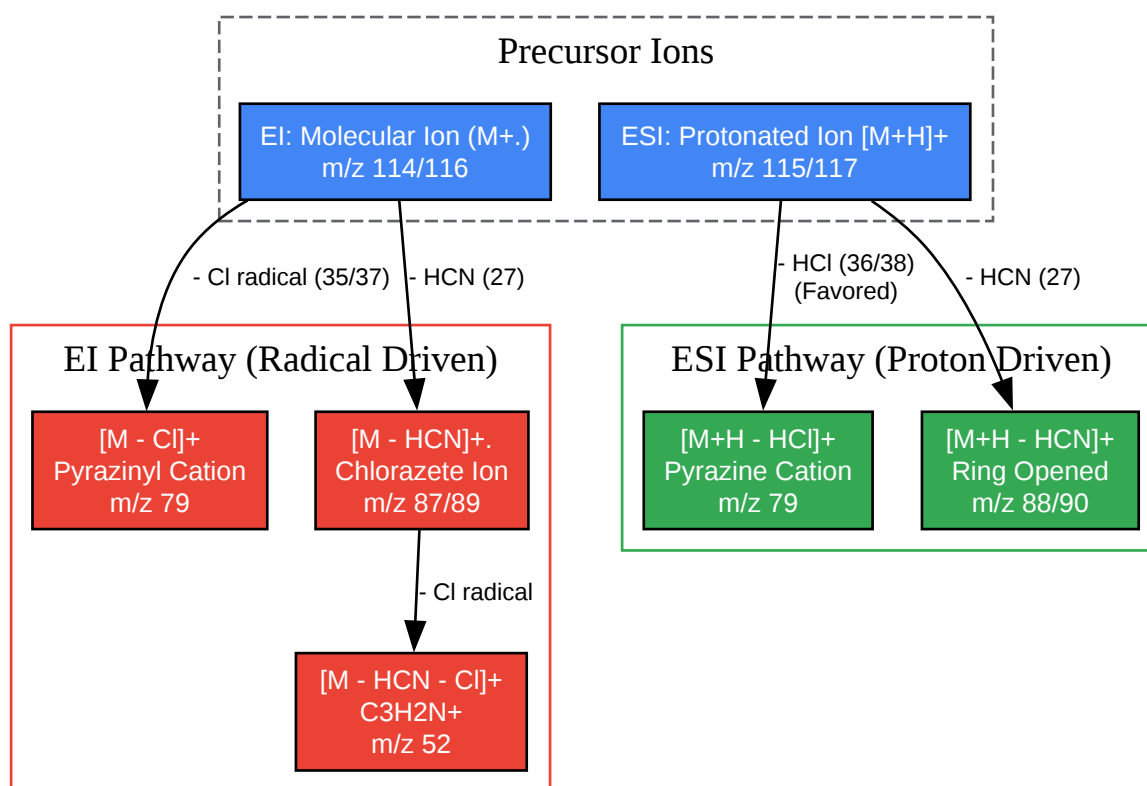 Precursor Ions
EI: Molecular Ion (M+.)
m/z 114/116
ESI: Protonated Ion [M+H]+
m/z 115/117
- Cl radical (35/37)
- HCN (27)
- HCl (36/38)
(Favored)
- HCN (27)
EI Pathway (Radical Driven)
[M - Cl]+
Pyrazinyl Cation
m/z 79
[M - HCN]+.
Chlorazete Ion
m/z 87/89
- Cl radical
[M - HCN - Cl]+
C3H2N+
m/z 52
ESI Pathway (Proton Driven)
[M+H - HCl]+
Pyrazine Cation
m/z 79
[M+H - HCN]+
Ring Opened
m/z 88/90